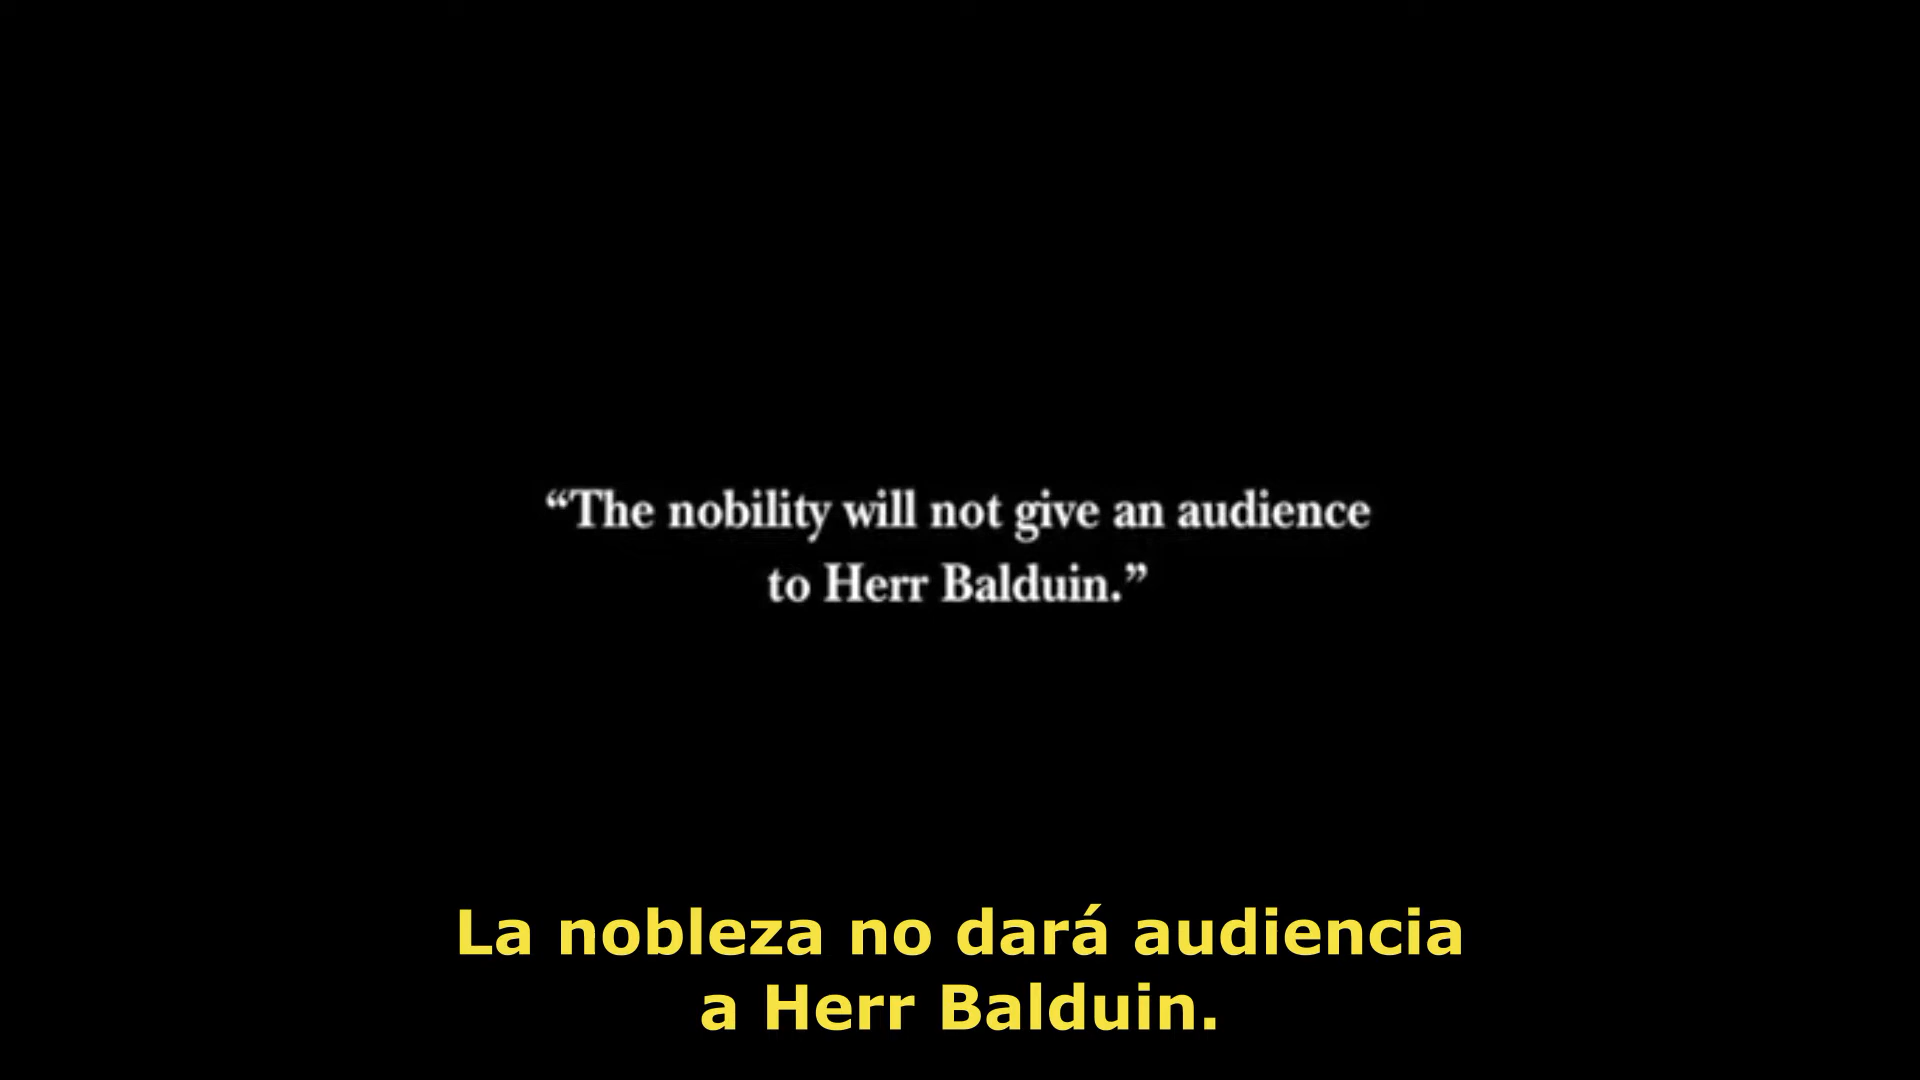 “The nobility will not give an audience
to Herr Balduin.”
La nobleza no dará audiencia
a Herr Balduin.